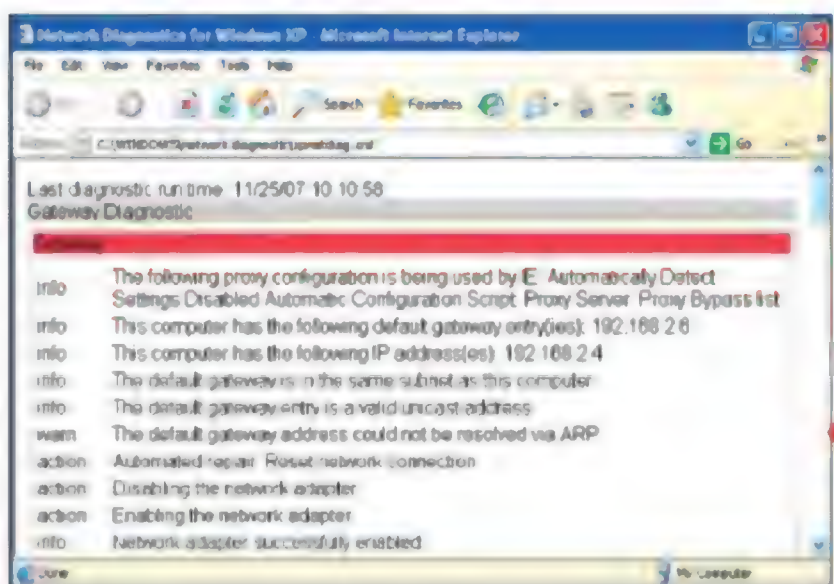 Network Diagnostics for Windows XP - Microsoft Internet Explorer
File Edit View Favorites Tools Help
Search Favorites
C:\WINDOWS\network diagnostic\ Go
Last diagnostic run time: 11/25/07 10:10:58
Gateway Diagnostic
Gateway
info The following proxy configuration is being used by IE: Automatically Detect
Settings:Disabled Automatic Configuration Script: Proxy Server: Proxy Bypass list:
info This computer has the following default gateway entry(ies): 192.168.2.6
info This computer has the following IP address(es): 192.168.2.4
info The default gateway is in the same subnet as this computer
info The default gateway entry is a valid unicast address
warn The default gateway address could not be resolved via ARP
action Automated repair: Reset network connection
action Disabling the network adapter
action Enabling the network adapter
info Network adapter successfully enabled
Done My Computer